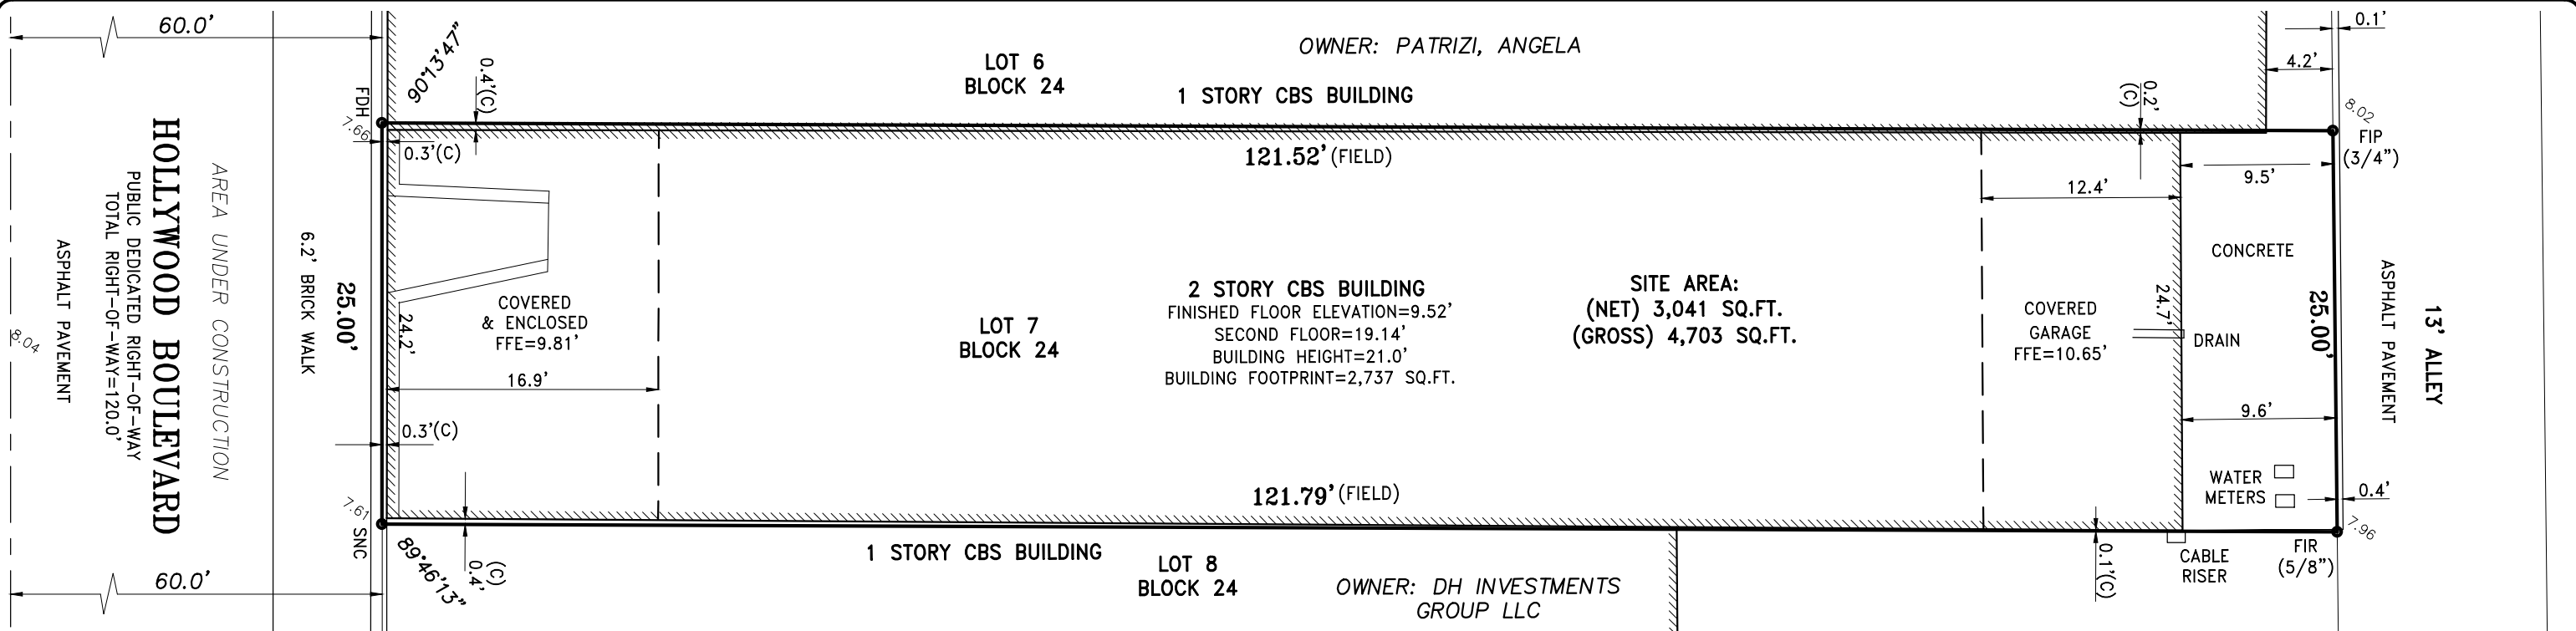 60.0'
60.0'
8.04
ASPHALT PAVEMENT
HOLLYWOOD BOULEVARD
PUBLIC DEDICATED RIGHT-OF-WAY
TOTAL RIGHT-OF-WAY=120.0'
AREA UNDER CONSTRUCTION
6.2' BRICK WALK
25.00'
FDH
7.66
90°13'47"
0.4'(C)
0.3'(C)
24.2'
COVERED
& ENCLOSED
FFE=9.81'
16.9'
0.3'(C)
7.61
SNC
89°46'13"
0.4'
(C)
LOT 6
BLOCK 24
OWNER: PATRIZI, ANGELA
1 STORY CBS BUILDING
121.52' (FIELD)
LOT 7
BLOCK 24
2 STORY CBS BUILDING
FINISHED FLOOR ELEVATION=9.52'
SECOND FLOOR=19.14'
BUILDING HEIGHT=21.0'
BUILDING FOOTPRINT=2,737 SQ.FT.
SITE AREA:
(NET) 3,041 SQ.FT.
(GROSS) 4,703 SQ.FT.
121.79' (FIELD)
1 STORY CBS BUILDING
LOT 8
BLOCK 24
OWNER: DH INVESTMENTS
GROUP LLC
0.2'
(C)
12.4'
COVERED
GARAGE
FFE=10.65'
24.7'
DRAIN
0.1'(C)
CABLE
RISER
4.2'
0.1'
8.02
FIP
(3/4")
9.5'
CONCRETE
25.00'
9.6'
WATER
METERS
0.4'
7.96
FIR
(5/8")
ASPHALT PAVEMENT
13' ALLEY